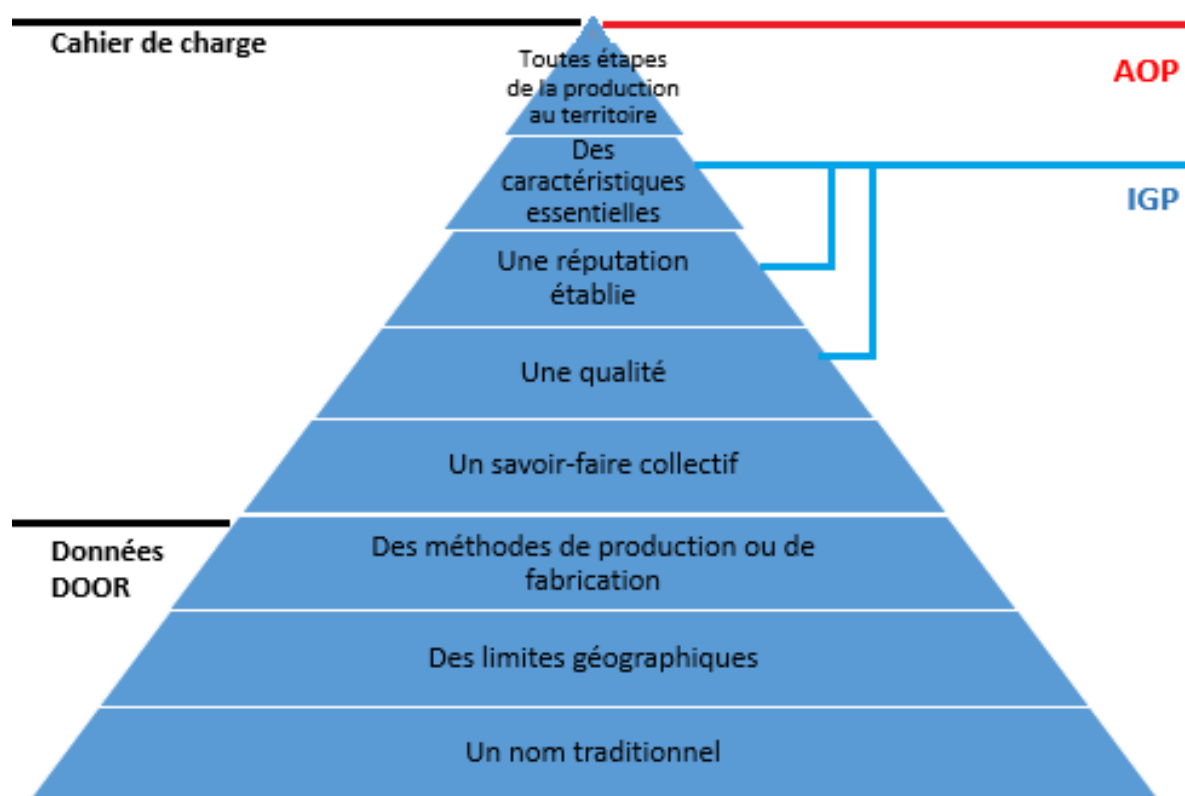 Cahier de charge
Toutes étapes
de la production
au territoire
AOP
Des
caractéristiques
essentielles
IGP
Une réputation
établie
Une qualité
Un savoir-faire collectif
Données
DOOR
Des méthodes de production ou de
fabrication
Des limites géographiques
Un nom traditionnel